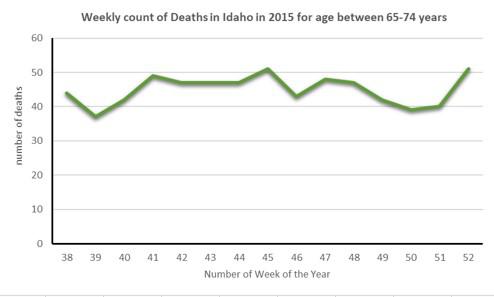 Weekly count of Deaths in Idaho in 2015 for age between 65-74 years
number of deaths
60
50
40
30
20
10
0
38 39 40 41 42 43 44 45 46 47 48 49 50 51 52
Number of Week of the Year